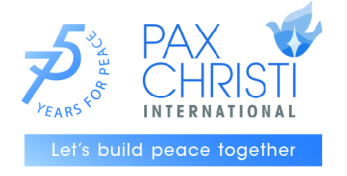 75
YEARS FOR PEACE
PAX
CHRISTI
INTERNATIONAL
Let's build peace together